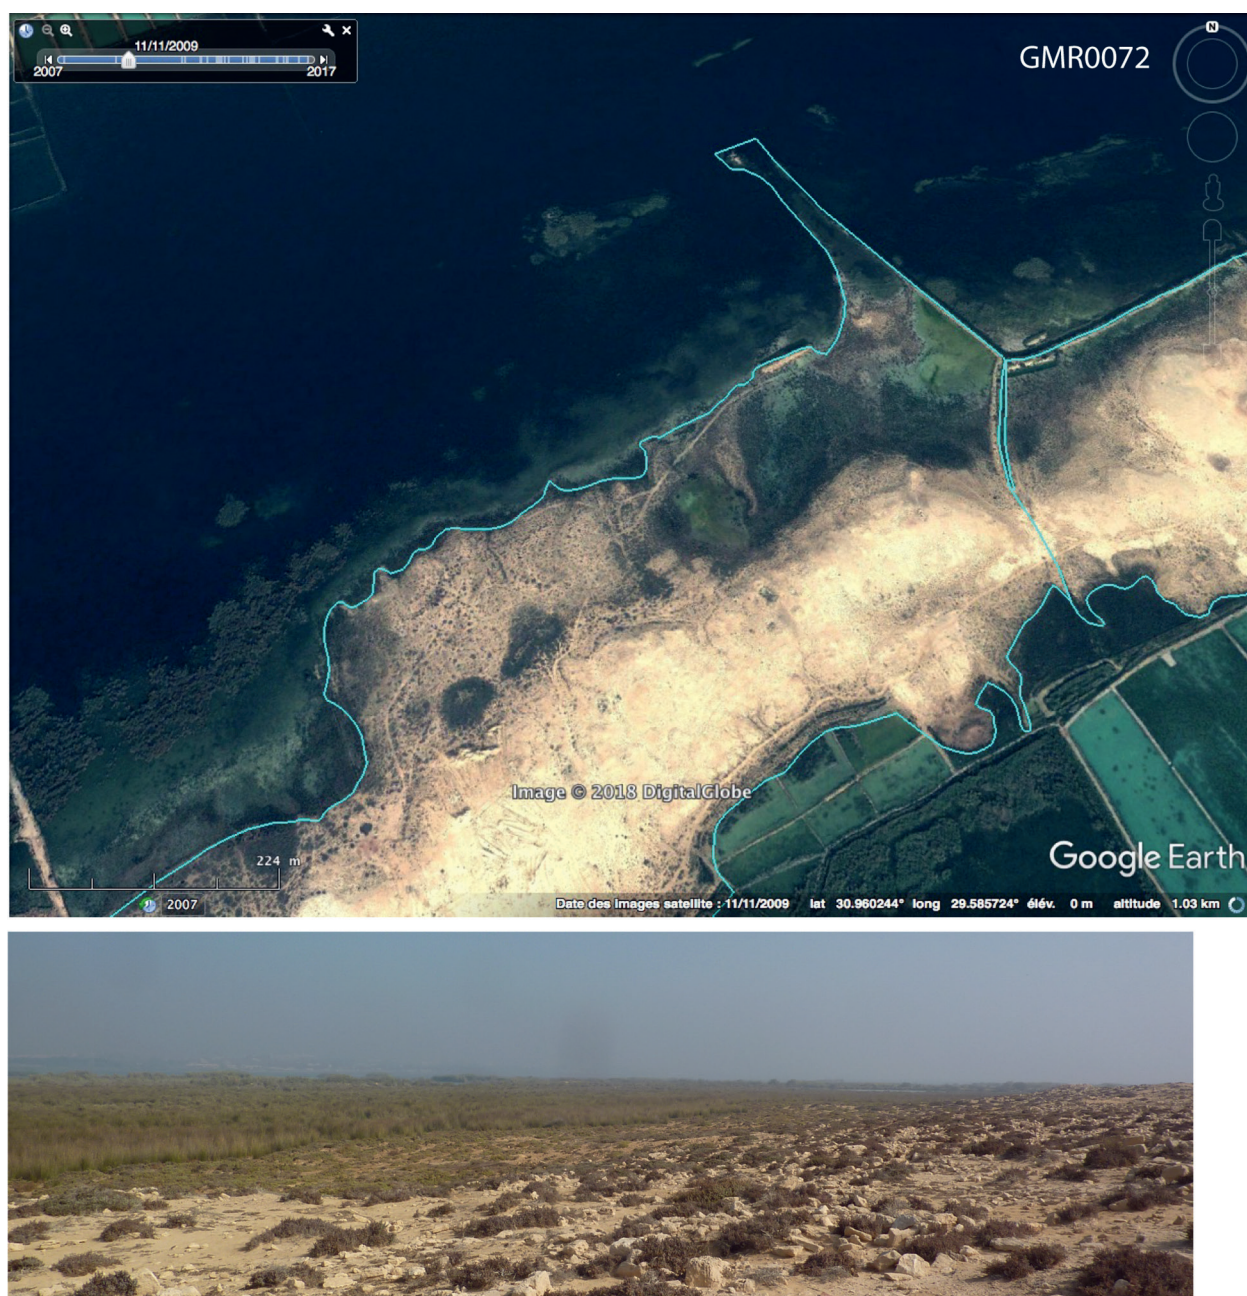 11/11/2009
2007
2017
GMR0072
N
Image © 2018 DigitalGlobe
224 m
Google Earth
2007
Date des images satellite : 11/11/2009 lat 30.960244° long 29.585724° élév. 0 m altitude 1.03 km